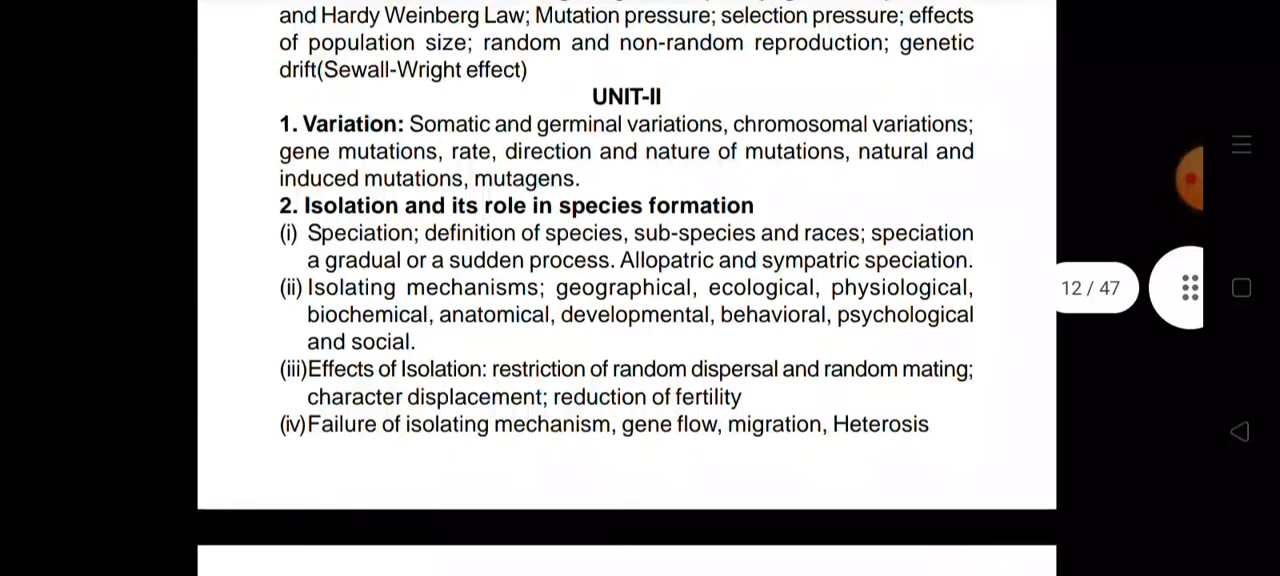 and Hardy Weinberg Law; Mutation pressure; selection pressure; effects
of population size; random and non-random reproduction; genetic
drift(Sewall-Wright effect)
UNIT-II
1. Variation: Somatic and germinal variations, chromosomal variations;
gene mutations, rate, direction and nature of mutations, natural and
induced mutations, mutagens.
2. Isolation and its role in species formation
(i) Speciation; definition of species, sub-species and races; speciation
a gradual or a sudden process. Allopatric and sympatric speciation.
(ii) Isolating mechanisms; geographical, ecological, physiological,
biochemical, anatomical, developmental, behavioral, psychological
and social.
(iii)Effects of Isolation: restriction of random dispersal and random mating;
character displacement; reduction of fertility
(iv)Failure of isolating mechanism, gene flow, migration, Heterosis
12 / 47